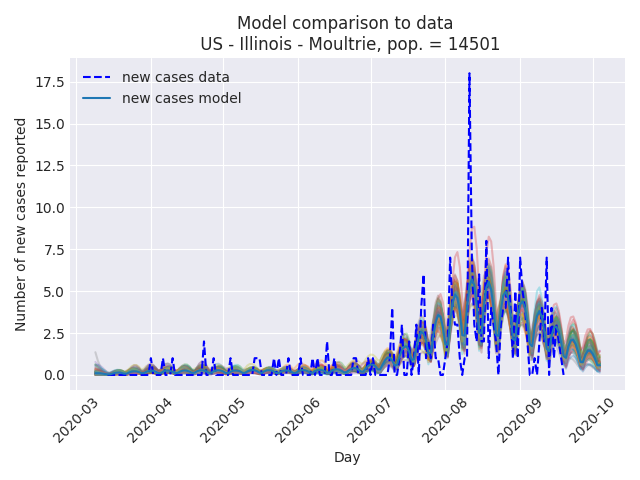 Model comparison to data
US - Illinois - Moultrie, pop. = 14501
new cases data
new cases model
Number of new cases reported
17.5
15.0
12.5
10.0
7.5
5.0
2.5
0.0
2020-03
2020-04
2020-05
2020-06
2020-07
2020-08
2020-09
2020-10
Day